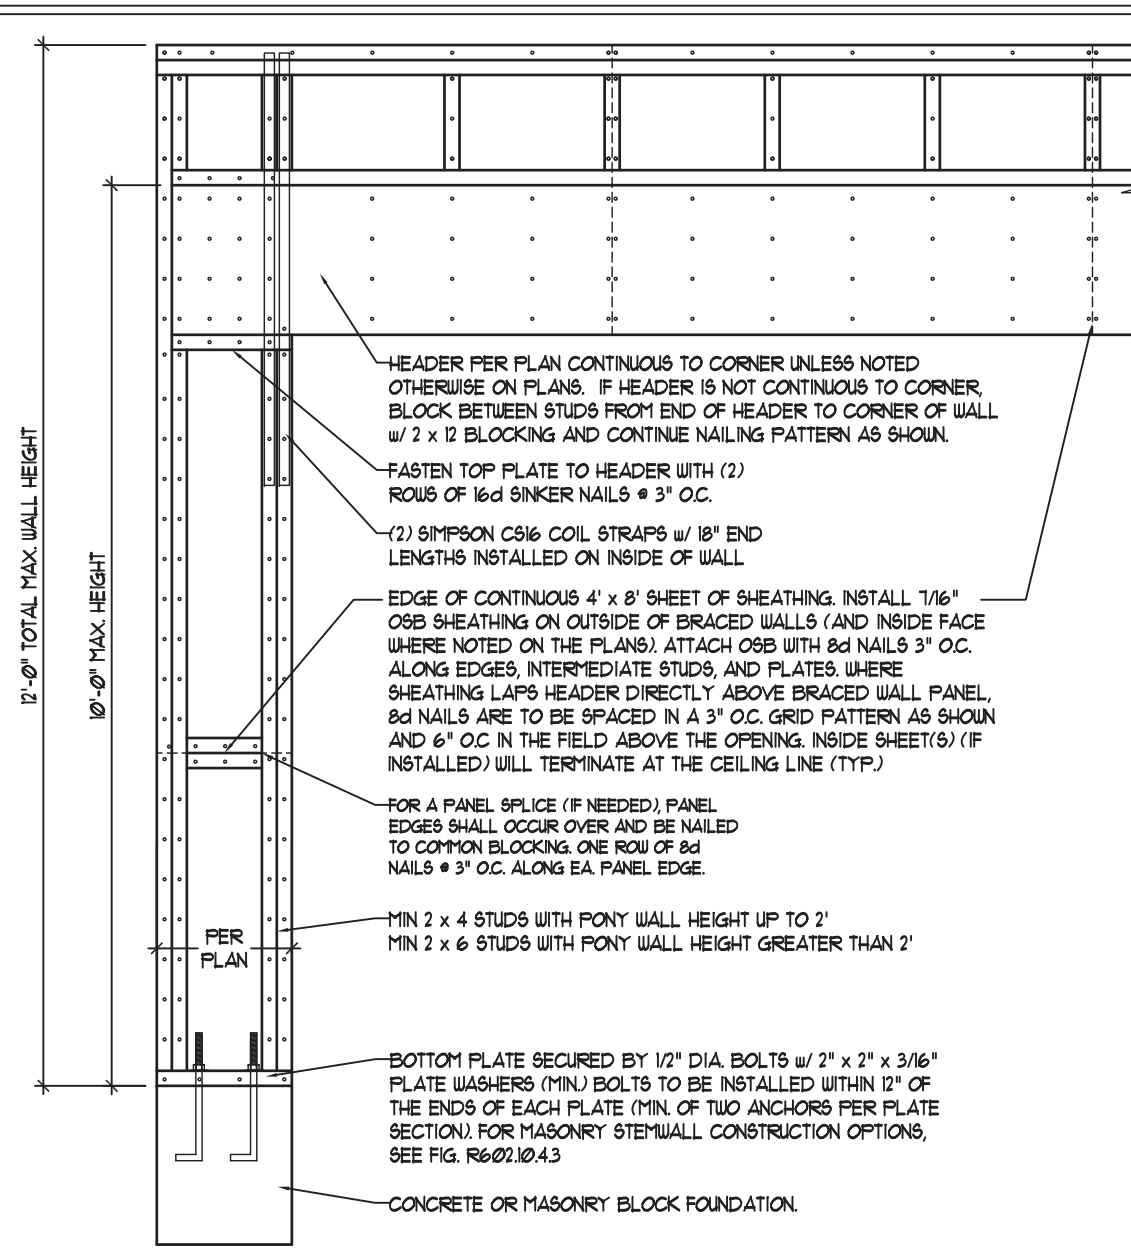 12'-0" TOTAL MAX. WALL HEIGHT
10'-0" MAX. HEIGHT
HEADER PER PLAN CONTINUOUS TO CORNER UNLESS NOTED
OTHERWISE ON PLANS. IF HEADER IS NOT CONTINUOUS TO CORNER,
BLOCK BETWEEN STUDS FROM END OF HEADER TO CORNER OF WALL
w/ 2 x 12 BLOCKING AND CONTINUE NAILING PATTERN AS SHOWN.
FASTEN TOP PLATE TO HEADER WITH (2)
ROWS OF 16d SINKER NAILS @ 3" O.C.
(2) SIMPSON CS16 COIL STRAPS w/ 18" END
LENGTHS INSTALLED ON INSIDE OF WALL
EDGE OF CONTINUOUS 4' x 8' SHEET OF SHEATHING. INSTALL 7/16"
OSB SHEATHING ON OUTSIDE OF BRACED WALLS (AND INSIDE FACE
WHERE NOTED ON THE PLANS). ATTACH OSB WITH 8d NAILS 3" O.C.
ALONG EDGES, INTERMEDIATE STUDS, AND PLATES. WHERE
SHEATHING LAPS HEADER DIRECTLY ABOVE BRACED WALL PANEL,
8d NAILS ARE TO BE SPACED IN A 3" O.C. GRID PATTERN AS SHOWN
AND 6" O.C IN THE FIELD ABOVE THE OPENING. INSIDE SHEET(S) (IF
INSTALLED) WILL TERMINATE AT THE CEILING LINE (TYP.)
FOR A PANEL SPLICE (IF NEEDED), PANEL
EDGES SHALL OCCUR OVER AND BE NAILED
TO COMMON BLOCKING. ONE ROW OF 8d
NAILS @ 3" O.C. ALONG EA. PANEL EDGE.
MIN 2 x 4 STUDS WITH PONY WALL HEIGHT UP TO 2'
MIN 2 x 6 STUDS WITH PONY WALL HEIGHT GREATER THAN 2'
PER
PLAN
BOTTOM PLATE SECURED BY 1/2" DIA. BOLTS w/ 2" x 2" x 3/16"
PLATE WASHERS (MIN.) BOLTS TO BE INSTALLED WITHIN 12" OF
THE ENDS OF EACH PLATE (MIN. OF TWO ANCHORS PER PLATE
SECTION). FOR MASONRY STEMWALL CONSTRUCTION OPTIONS,
SEE FIG. R602.10.4.3
CONCRETE OR MASONRY BLOCK FOUNDATION.